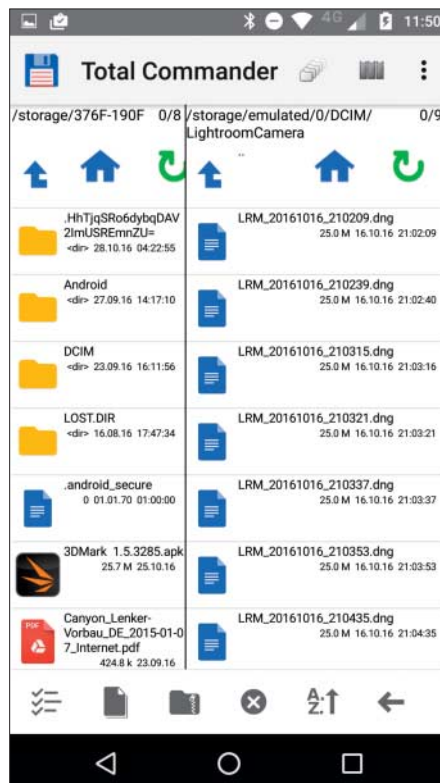 4G 11:50
Total Commander
/storage/376F-190F 0/8
/storage/emulated/0/DCIM/
LightroomCamera 0/9
..
.HhTjqSRo6dybqDAV
2ImUSREmnZU=
<dir> 28.10.16 04:22:55
Android
<dir> 27.09.16 14:17:10
DCIM
<dir> 23.09.16 16:11:56
LOST.DIR
<dir> 16.08.16 17:47:34
.android_secure
0 01.01.70 01:00:00
3DMark 1.5.3285.apk
25.7 M 25.10.16
PDF
Canyon_Lenker-
Vorbau_DE_2015-01-0
7_Internet.pdf
424.8 k 23.09.16
LRM_20161016_210209.dng
25.0 M 16.10.16 21:02:09
LRM_20161016_210239.dng
25.0 M 16.10.16 21:02:40
LRM_20161016_210315.dng
25.0 M 16.10.16 21:03:16
LRM_20161016_210321.dng
25.0 M 16.10.16 21:03:21
LRM_20161016_210337.dng
25.0 M 16.10.16 21:03:37
LRM_20161016_210353.dng
25.0 M 16.10.16 21:03:53
LRM_20161016_210435.dng
25.0 M 16.10.16 21:04:35
A.
Z.